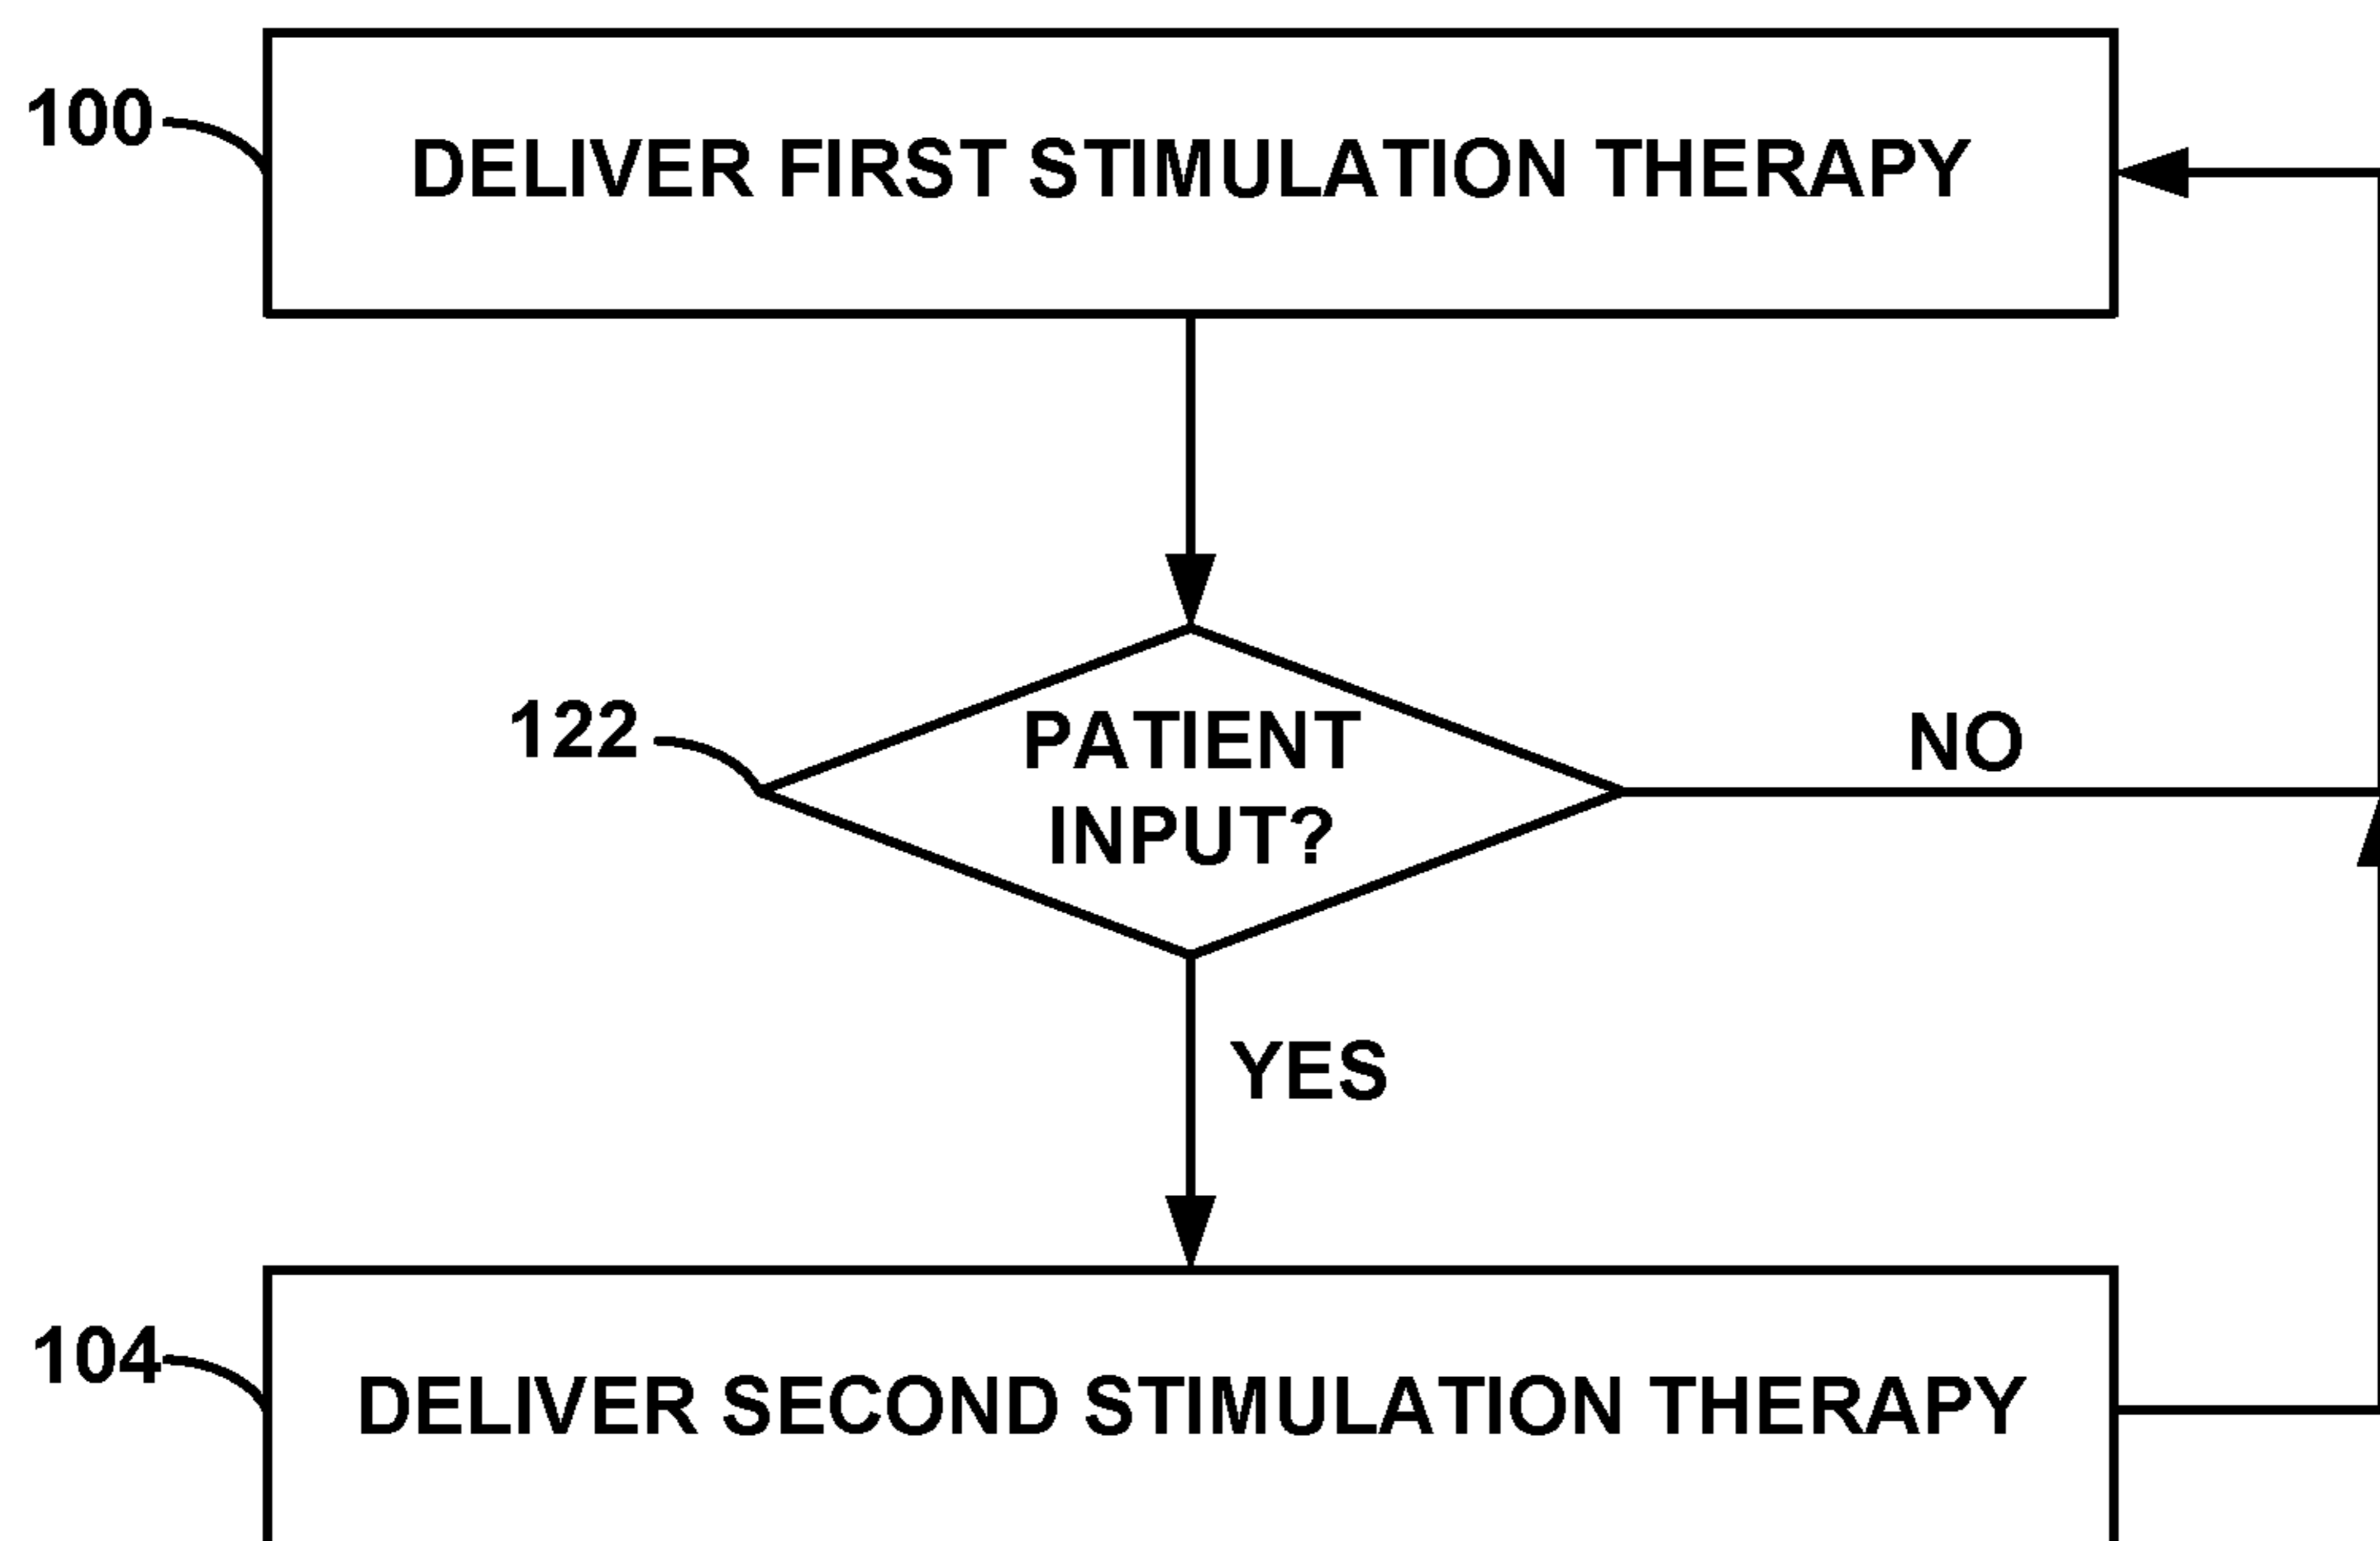 100
DELIVER FIRST STIMULATION THERAPY
122
PATIENT
INPUT?
NO
YES
104
DELIVER SECOND STIMULATION THERAPY